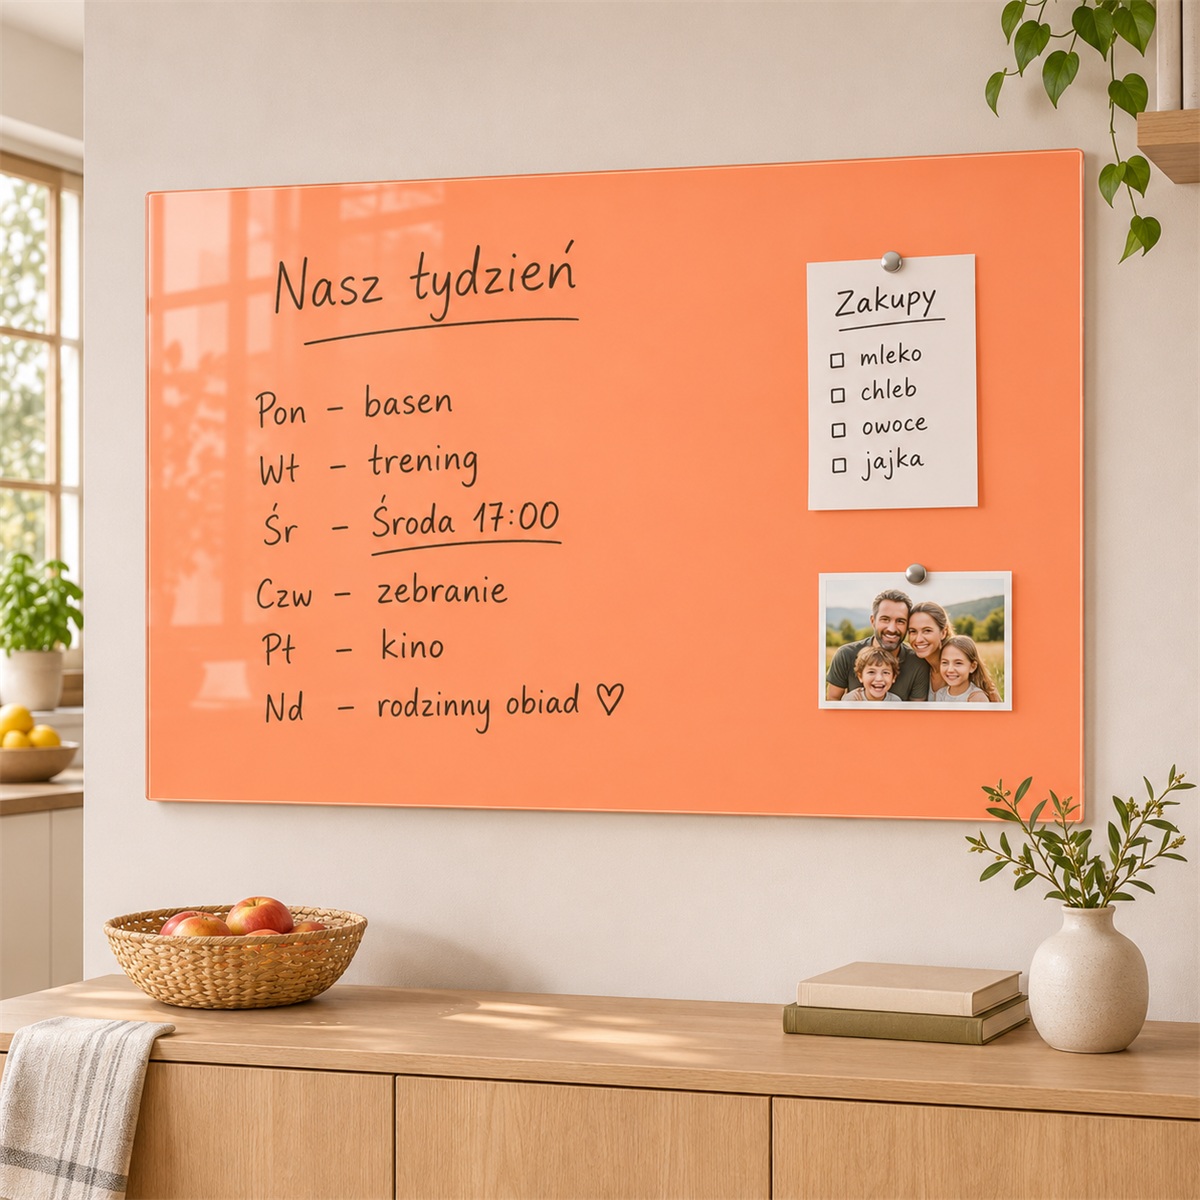 Nasz tydzień
Pon – basen
Wt – trening
Śr – Środa 17:00
Czw – zebranie
Pt – kino
Nd – rodzinny obiad ♡
Zakupy
☐ mleko
☐ chleb
☐ owoce
☐ jajka